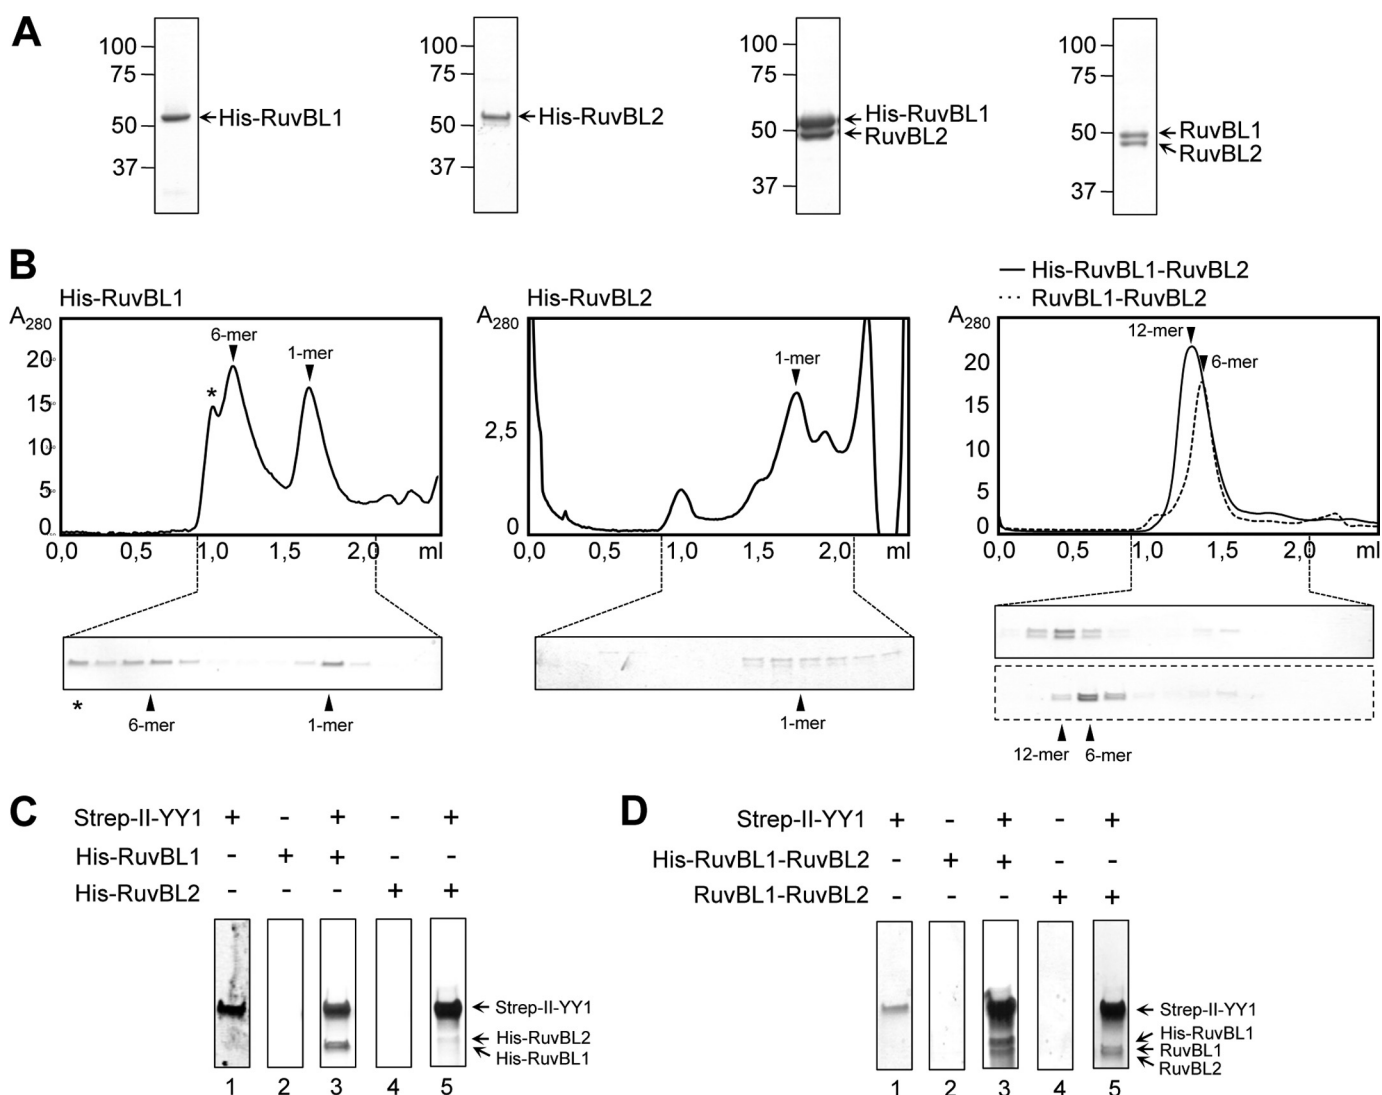 A
100
75
50
37
His-RuvBL1
100
75
50
37
His-RuvBL2
100
75
50
37
His-RuvBL1
RuvBL2
100
75
50
37
RuvBL1
RuvBL2
B
His-RuvBL1
A280
20
15
10
5
0
*
6-mer
1-mer
0,0 0,5 1,0 1,5 2,0 ml
*
6-mer
1-mer
His-RuvBL2
A280
2,5
0
1-mer
0,0 0,5 1,0 1,5 2,0 ml
1-mer
His-RuvBL1-RuvBL2
RuvBL1-RuvBL2
A280
20
15
10
5
0
12-mer
6-mer
0,0 0,5 1,0 1,5 2,0 ml
12-mer 6-mer
C
Strep-II-YY1 + - + - +
His-RuvBL1 - + + - -
His-RuvBL2 - - - + +
Strep-II-YY1
His-RuvBL2
His-RuvBL1
1 2 3 4 5
D
Strep-II-YY1 + - + - +
His-RuvBL1-RuvBL2 - + + - -
RuvBL1-RuvBL2 - - - + +
Strep-II-YY1
His-RuvBL1
RuvBL1
RuvBL2
1 2 3 4 5